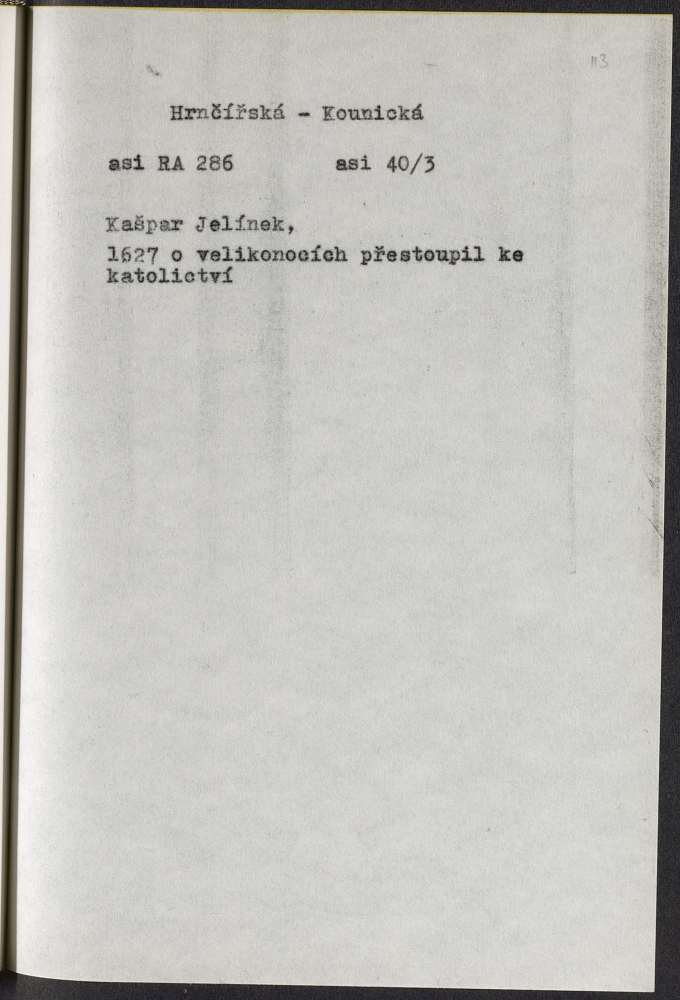 113
Hrnčířská - Kounická
asi RA 286 asi 40/3
Kašpar Jelínek,
1627 o velikonocích přestoupil ke
katolictví